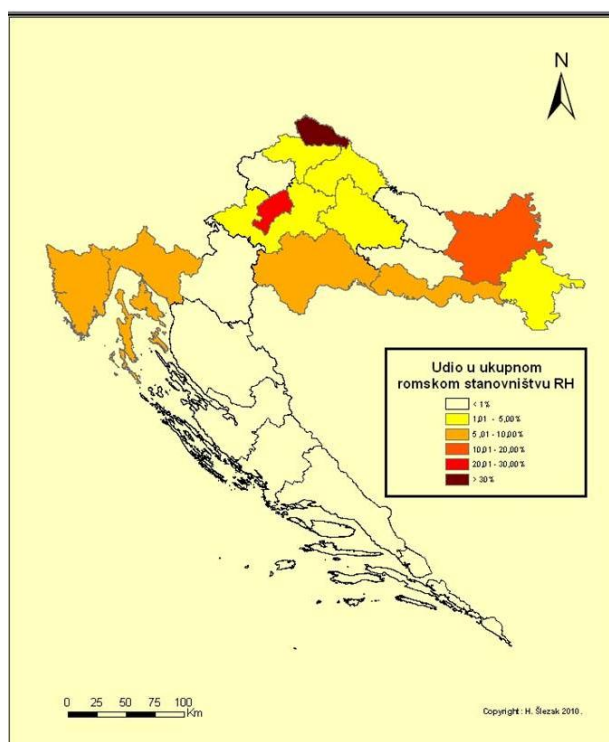 N
Udio u ukupnom
romskom stanovništvu RH
< 1%
1,01 - 5,00%
5,01 - 10,00%
10,01 - 20,00%
20,01 - 30,00%
> 30%
0 25 50 75 100
Km
Copyright: H. Šlezak 2010.